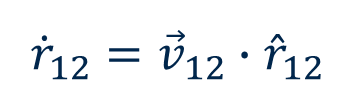 ṙ₁₂ = v⃗₁₂ · r̂₁₂